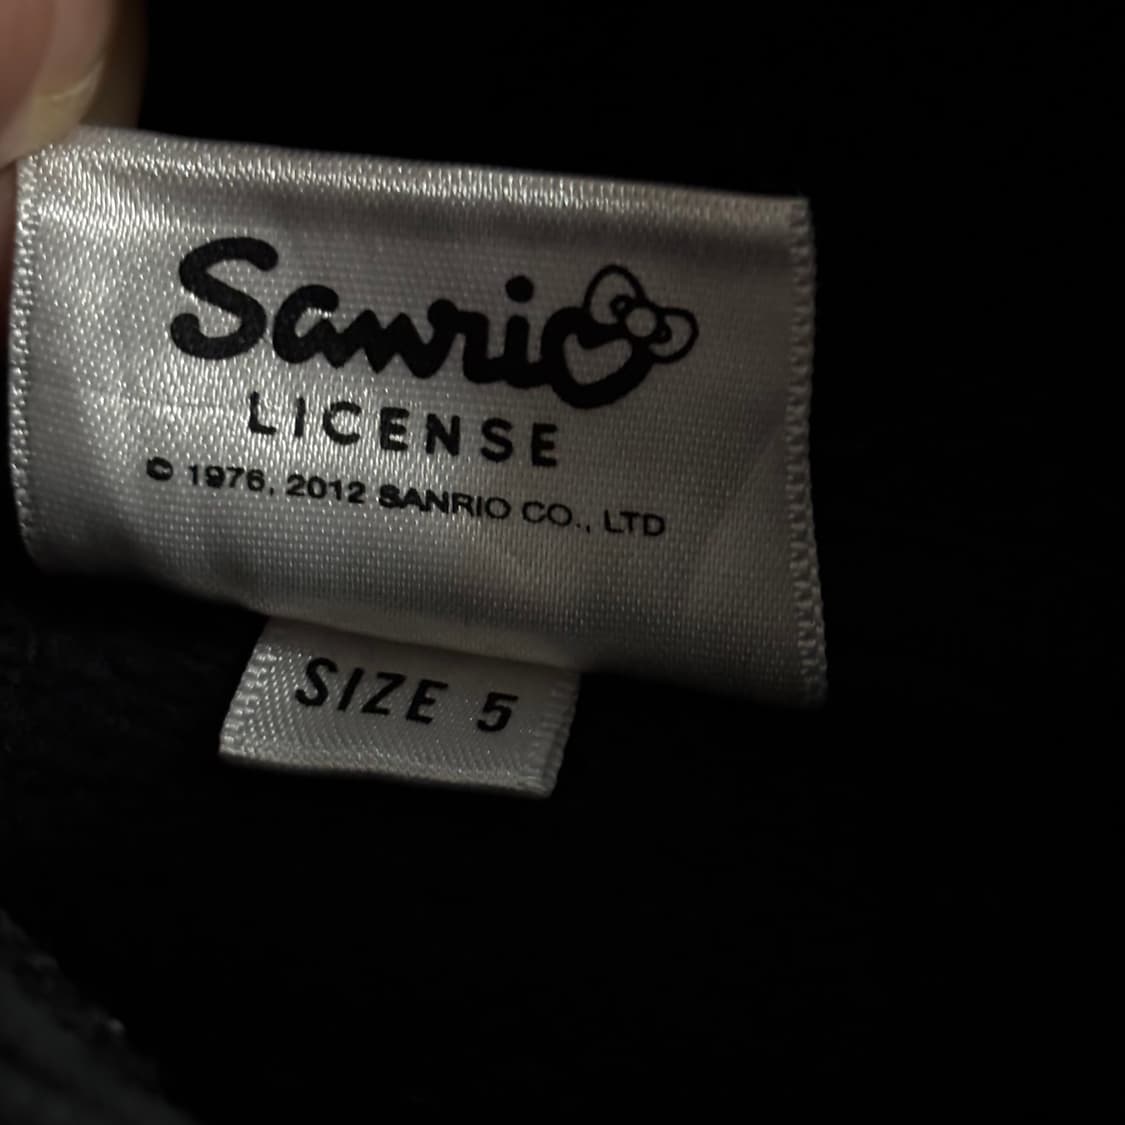 Sanrio
LICENSE
© 1976, 2012 SANRIO CO., LTD
SIZE 5